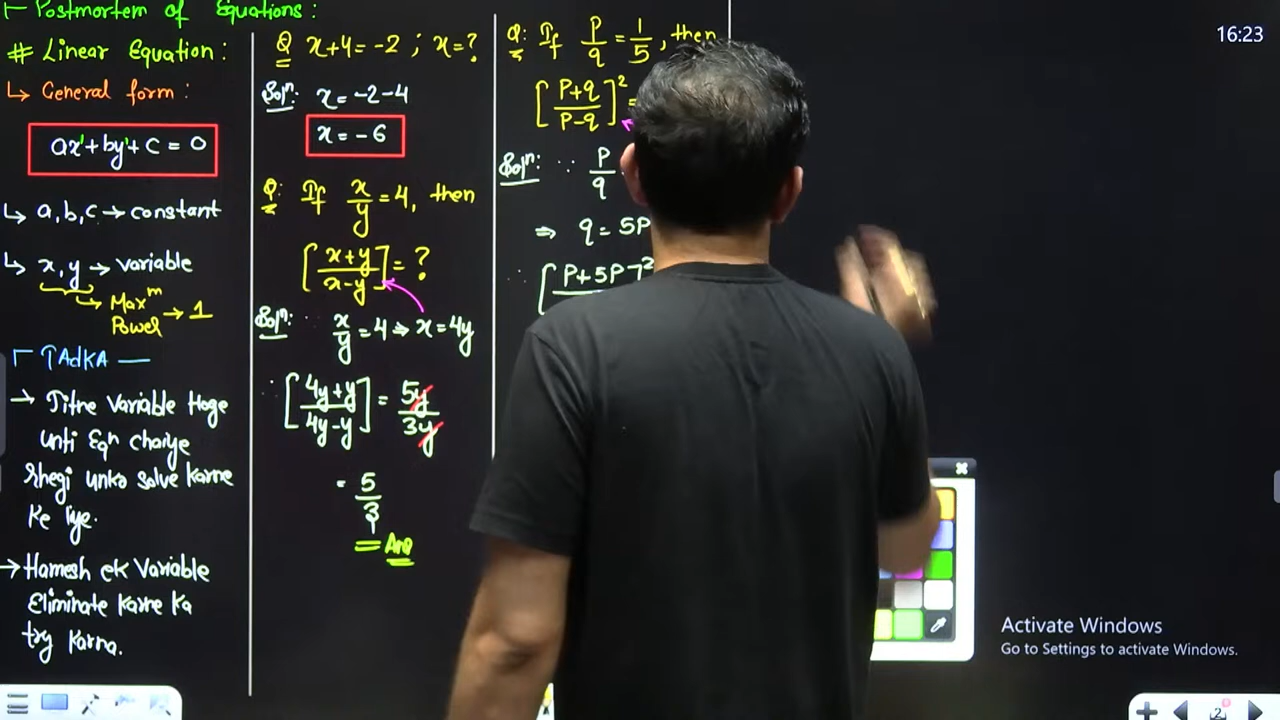 Postmortem of Equations:
# Linear Equation:
↳ General form:
ax¹+by¹+c = 0
↳ a,b,c → constant
↳ x,y → variable
↳ Maxᵐ Power → 1
TAdKA —
→ Jitne Variable Hoge
unti Eqⁿ chaiye
rhegi unko solve karne
ke liye.
→ Hamesh ek Variable
Eliminate karne ka
try karna.
Q x+4=-2 ; x=?
Solⁿ: x=-2-4
x=-6
Q: If x/y=4, then
[x+y/x-y]=?
Solⁿ: x/y=4 ⇒ x=4y
∴ [4y+y/4y-y] = 5y/3y
= 5/3
Ans
Q: If P/q=1/5, then
[P+q/P-q]²=
Solⁿ: ∵ P/q
⇒ q=5P
∴ [P+5P]²
16:23
Activate Windows
Go to Settings to activate Windows.
2